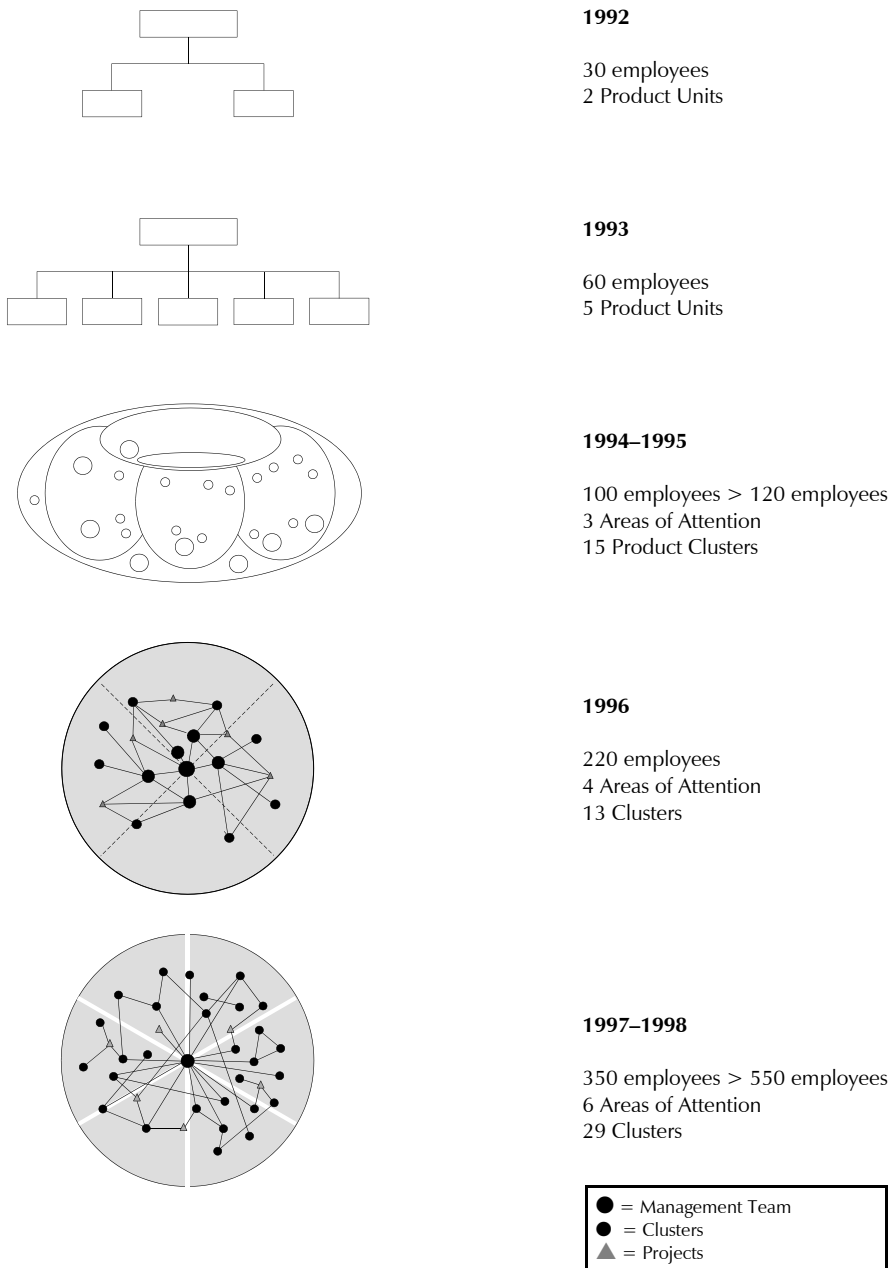 1992
30 employees
2 Product Units
1993
60 employees
5 Product Units
1994–1995
100 employees > 120 employees
3 Areas of Attention
15 Product Clusters
1996
220 employees
4 Areas of Attention
13 Clusters
1997–1998
350 employees > 550 employees
6 Areas of Attention
29 Clusters
= Management Team
= Clusters
= Projects